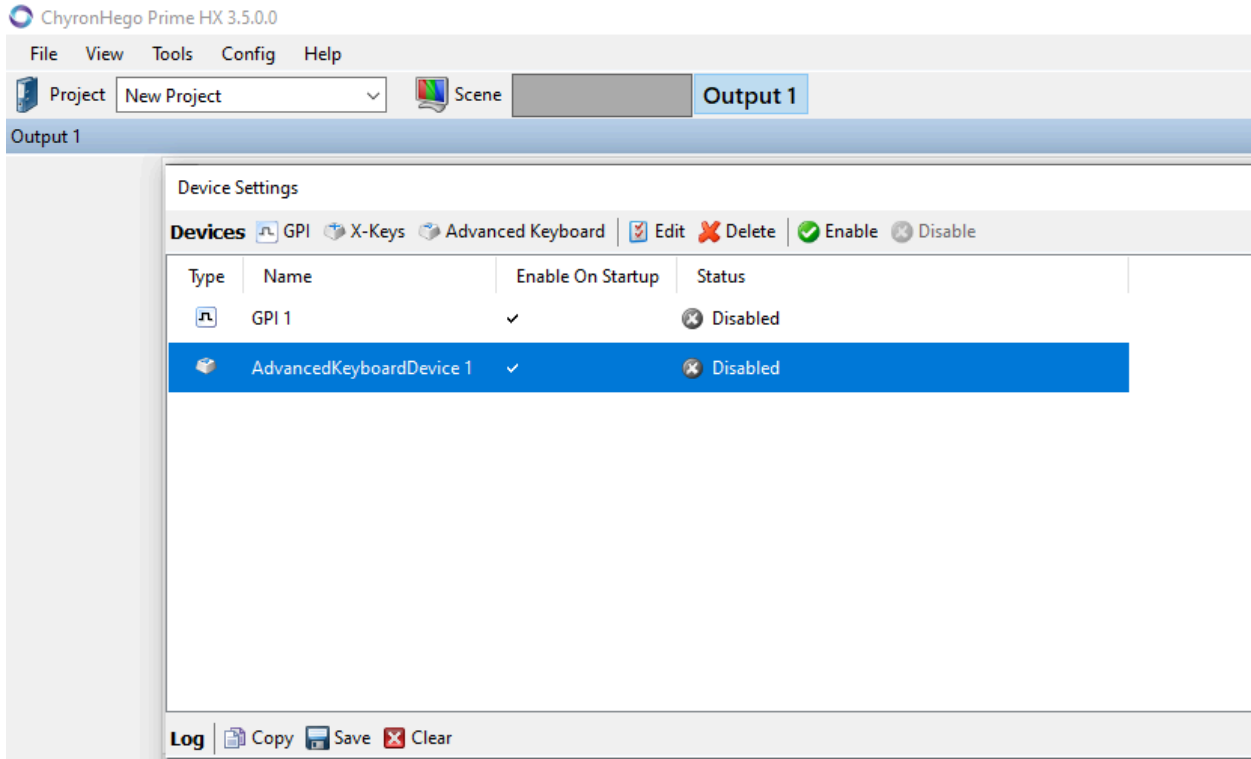 ChyronHego Prime HX 3.5.0.0
File View Tools Config Help
Project New Project Scene Output 1
Output 1
Device Settings
Devices GPI X-Keys Advanced Keyboard Edit Delete Enable Disable
Type Name Enable On Startup Status
GPI 1 Disabled
AdvancedKeyboardDevice 1 Disabled
Log Copy Save Clear